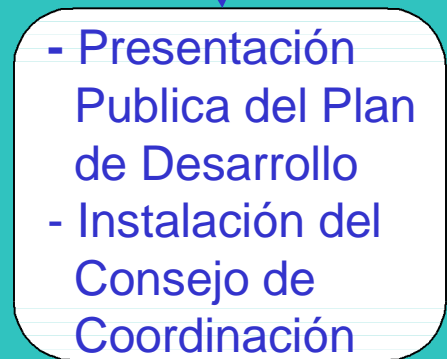 - Presentación
Publica del Plan
de Desarrollo
- Instalación del
Consejo de
Coordinación